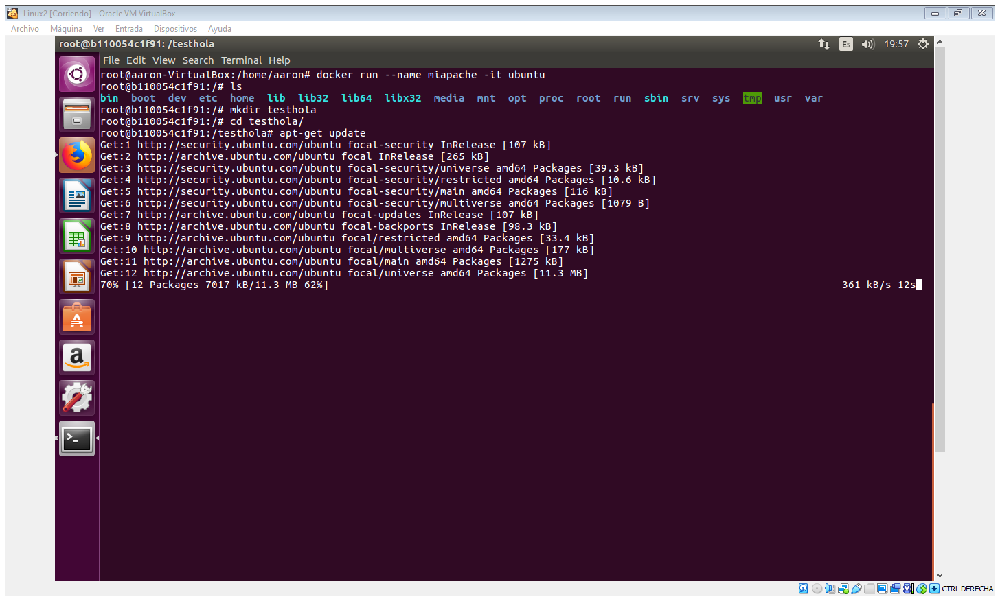 Linux2 [Corriendo] - Oracle VM VirtualBox
Archivo Máquina Ver Entrada Dispositivos Ayuda
root@b110054c1f91: /testhola Es 19:57
File Edit View Search Terminal Help
root@aaron-VirtualBox:/home/aaron# docker run --name miapache -it ubuntu
root@b110054c1f91:/# ls
bin boot dev etc home lib lib32 lib64 libx32 media mnt opt proc root run sbin srv sys tmp usr var
root@b110054c1f91:/# mkdir testhola
root@b110054c1f91:/# cd testhola/
root@b110054c1f91:/testhola# apt-get update
Get:1 http://security.ubuntu.com/ubuntu focal-security InRelease [107 kB]
Get:2 http://archive.ubuntu.com/ubuntu focal InRelease [265 kB]
Get:3 http://security.ubuntu.com/ubuntu focal-security/universe amd64 Packages [39.3 kB]
Get:4 http://security.ubuntu.com/ubuntu focal-security/restricted amd64 Packages [10.6 kB]
Get:5 http://security.ubuntu.com/ubuntu focal-security/main amd64 Packages [116 kB]
Get:6 http://security.ubuntu.com/ubuntu focal-security/multiverse amd64 Packages [1079 B]
Get:7 http://archive.ubuntu.com/ubuntu focal-updates InRelease [107 kB]
Get:8 http://archive.ubuntu.com/ubuntu focal-backports InRelease [98.3 kB]
Get:9 http://archive.ubuntu.com/ubuntu focal/restricted amd64 Packages [33.4 kB]
Get:10 http://archive.ubuntu.com/ubuntu focal/multiverse amd64 Packages [177 kB]
Get:11 http://archive.ubuntu.com/ubuntu focal/main amd64 Packages [1275 kB]
Get:12 http://archive.ubuntu.com/ubuntu focal/universe amd64 Packages [11.3 MB]
70% [12 Packages 7017 kB/11.3 MB 62%] 361 kB/s 12s
CTRL DERECHA